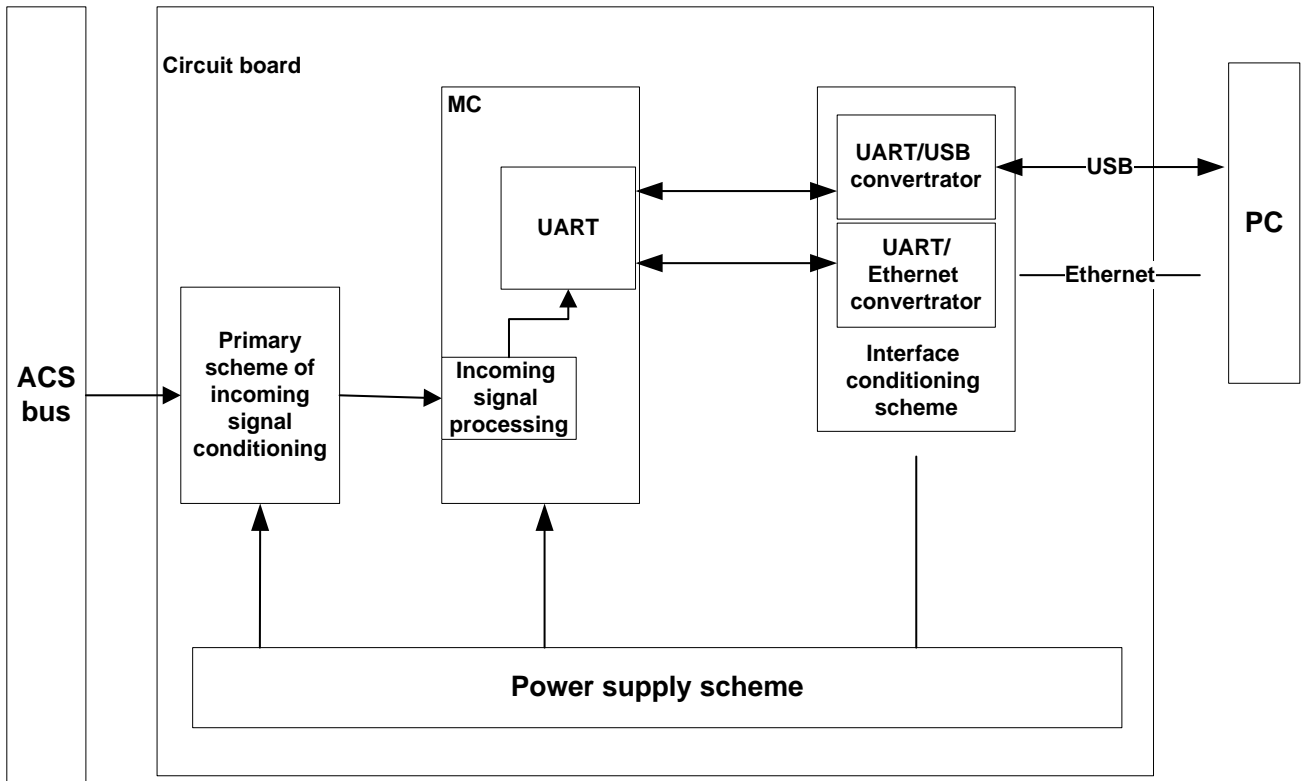 Circuit board
MC
UART/USB
convertrator
USB
UART
PC
UART/
Ethernet
convertrator
Ethernet
Primary
scheme of
incoming
signal
conditioning
Interface
conditioning
scheme
ACS
bus
Incoming
signal
processing
Power supply scheme